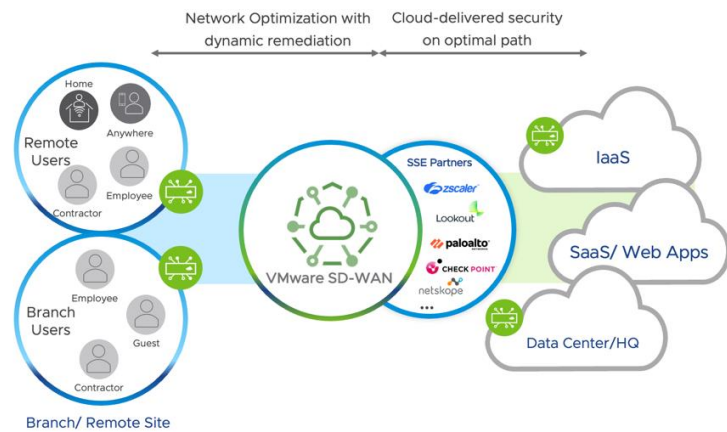 Network Optimization with
dynamic remediation
Cloud-delivered security
on optimal path
Home
Anywhere
Remote
Users
Employee
Contractor
Employee
Branch
Users
Guest
Contractor
Branch/ Remote Site
VMware SD-WAN
SSE Partners
zscaler
Lookout
paloalto
NETWORKS
CHECK POINT
netskope
...
IaaS
SaaS/ Web Apps
Data Center/HQ